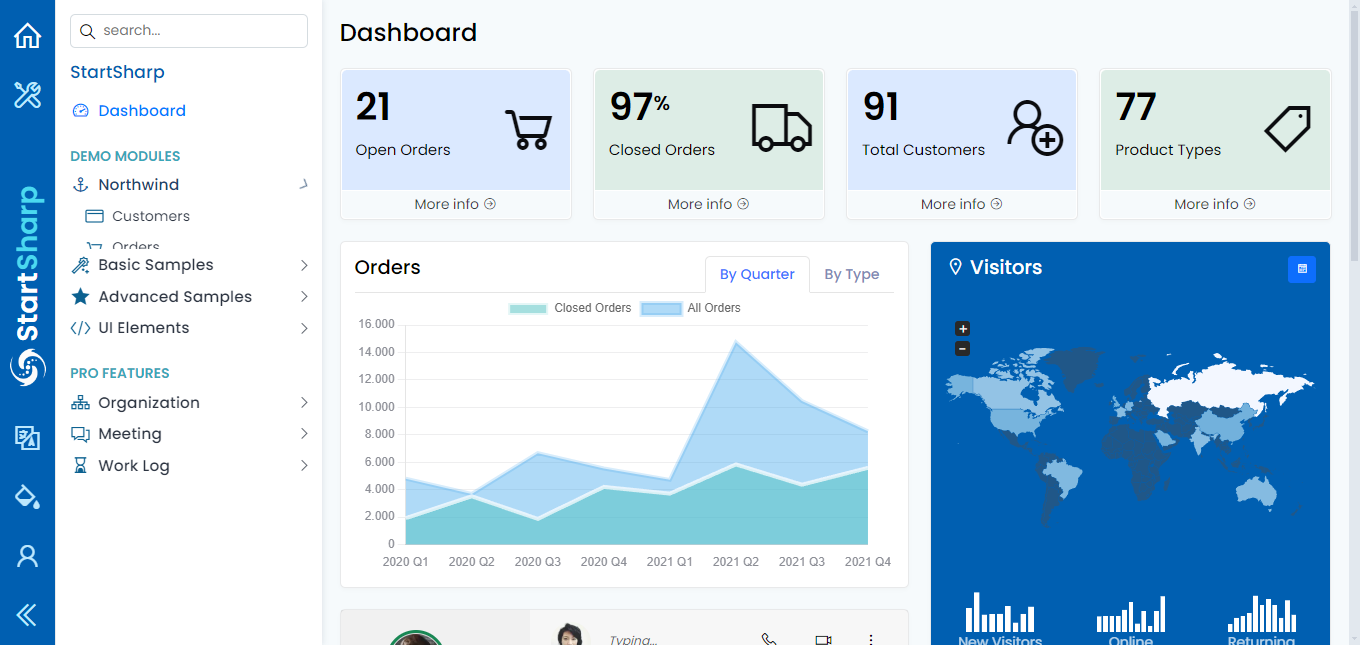 search...
StartSharp
Dashboard
DEMO MODULES
Northwind
Customers
Orders
Basic Samples
Advanced Samples
UI Elements
PRO FEATURES
Organization
Meeting
Work Log
StartSharp
Dashboard
21
Open Orders
More info
97%
Closed Orders
More info
91
Total Customers
More info
77
Product Types
More info
Orders
By Quarter
By Type
Closed Orders
All Orders
16.000
14.000
12.000
10.000
8.000
6.000
4.000
2.000
0
2020 Q1 2020 Q2 2020 Q3 2020 Q4 2021 Q1 2021 Q2 2021 Q3 2021 Q4
Visitors
+
−
New Visitors
Online
Returning
Typing...